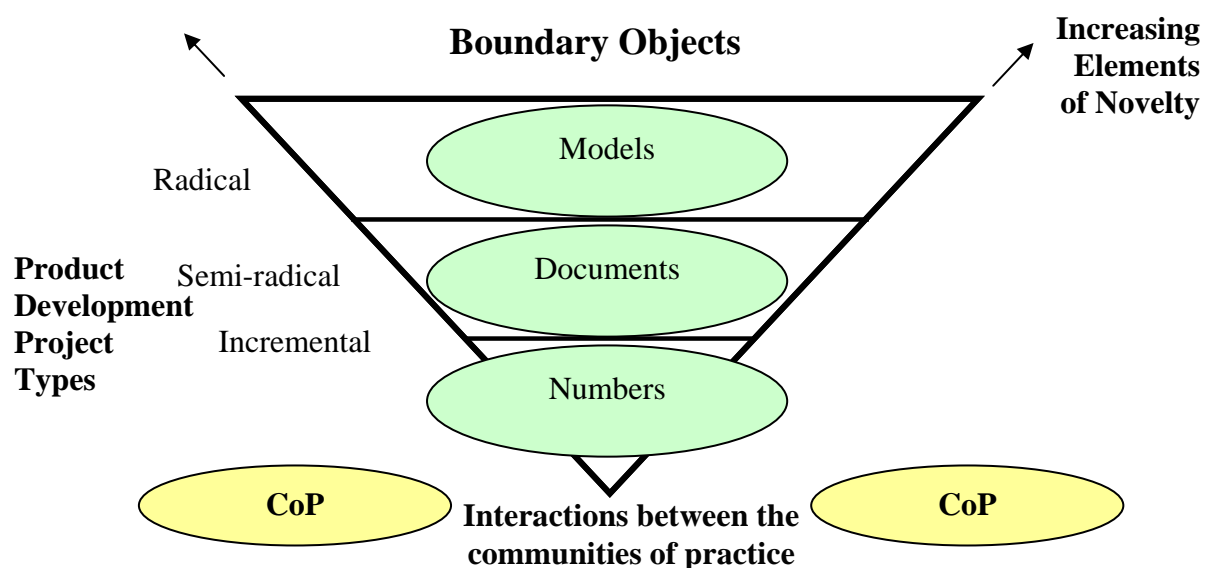 Boundary Objects
Increasing
Elements
of Novelty
Models
Radical
Documents
Semi-radical
Product
Development
Project
Types
Incremental
Numbers
CoP
CoP
Interactions between the
communities of practice